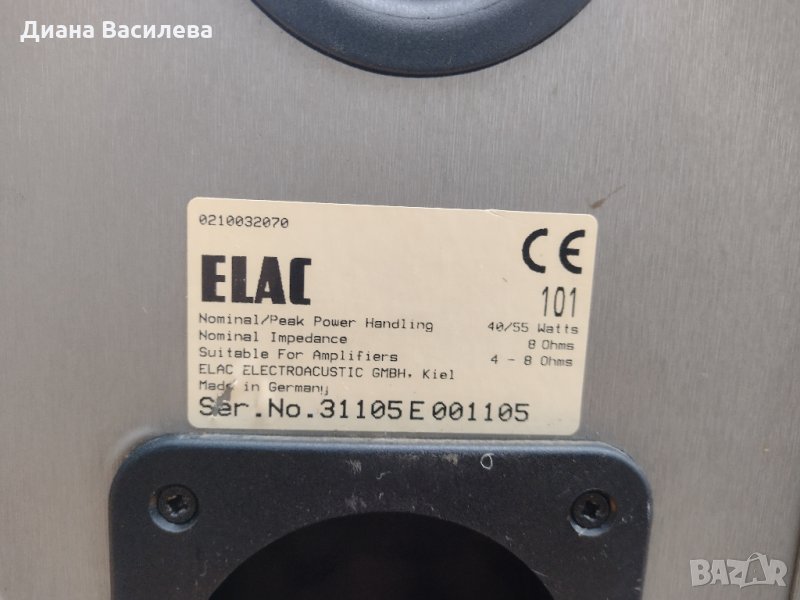 Диана Василева
0210032070
CE
ELAC
101
Nominal/Peak Power Handling 40/55 Watts
Nominal Impedance 8 Ohms
Suitable For Amplifiers 4 - 8 Ohms
ELAC ELECTROACUSTIC GMBH, Kiel
Made in Germany
Ser.No.31105E001105
BAZAR